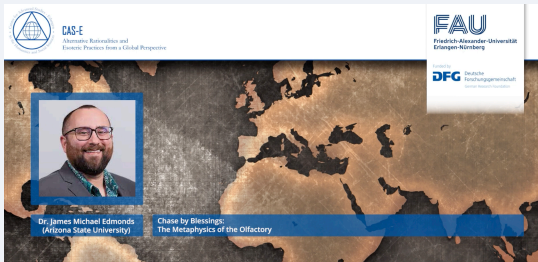 CAS-E
Alternative Rationalities and
Esoteric Practices from a Global Perspective
FAU
Friedrich-Alexander-Universität
Erlangen-Nürnberg
Funded by
DFG Deutsche
Forschungsgemeinschaft
German Research Foundation
Dr. James Michael Edmonds
(Arizona State University)
Chase by Blessings:
The Metaphysics of the Olfactory